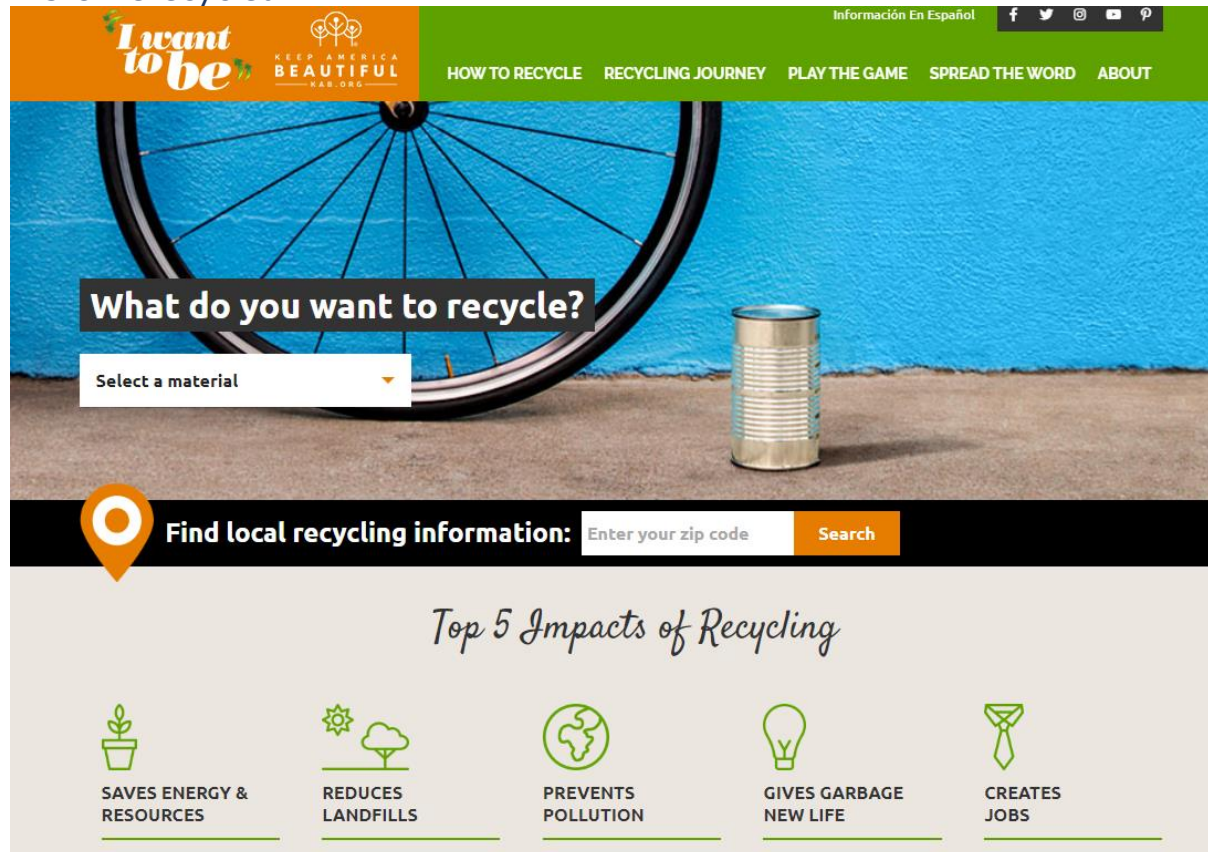 Información En Español
I want
to be
KEEP AMERICA
BEAUTIFUL
KAB.ORG
HOW TO RECYCLE RECYCLING JOURNEY PLAY THE GAME SPREAD THE WORD ABOUT
What do you want to recycle?
Select a material
Find local recycling information: Enter your zip code Search
Top 5 Impacts of Recycling
SAVES ENERGY &
RESOURCES
REDUCES
LANDFILLS
PREVENTS
POLLUTION
GIVES GARBAGE
NEW LIFE
CREATES
JOBS